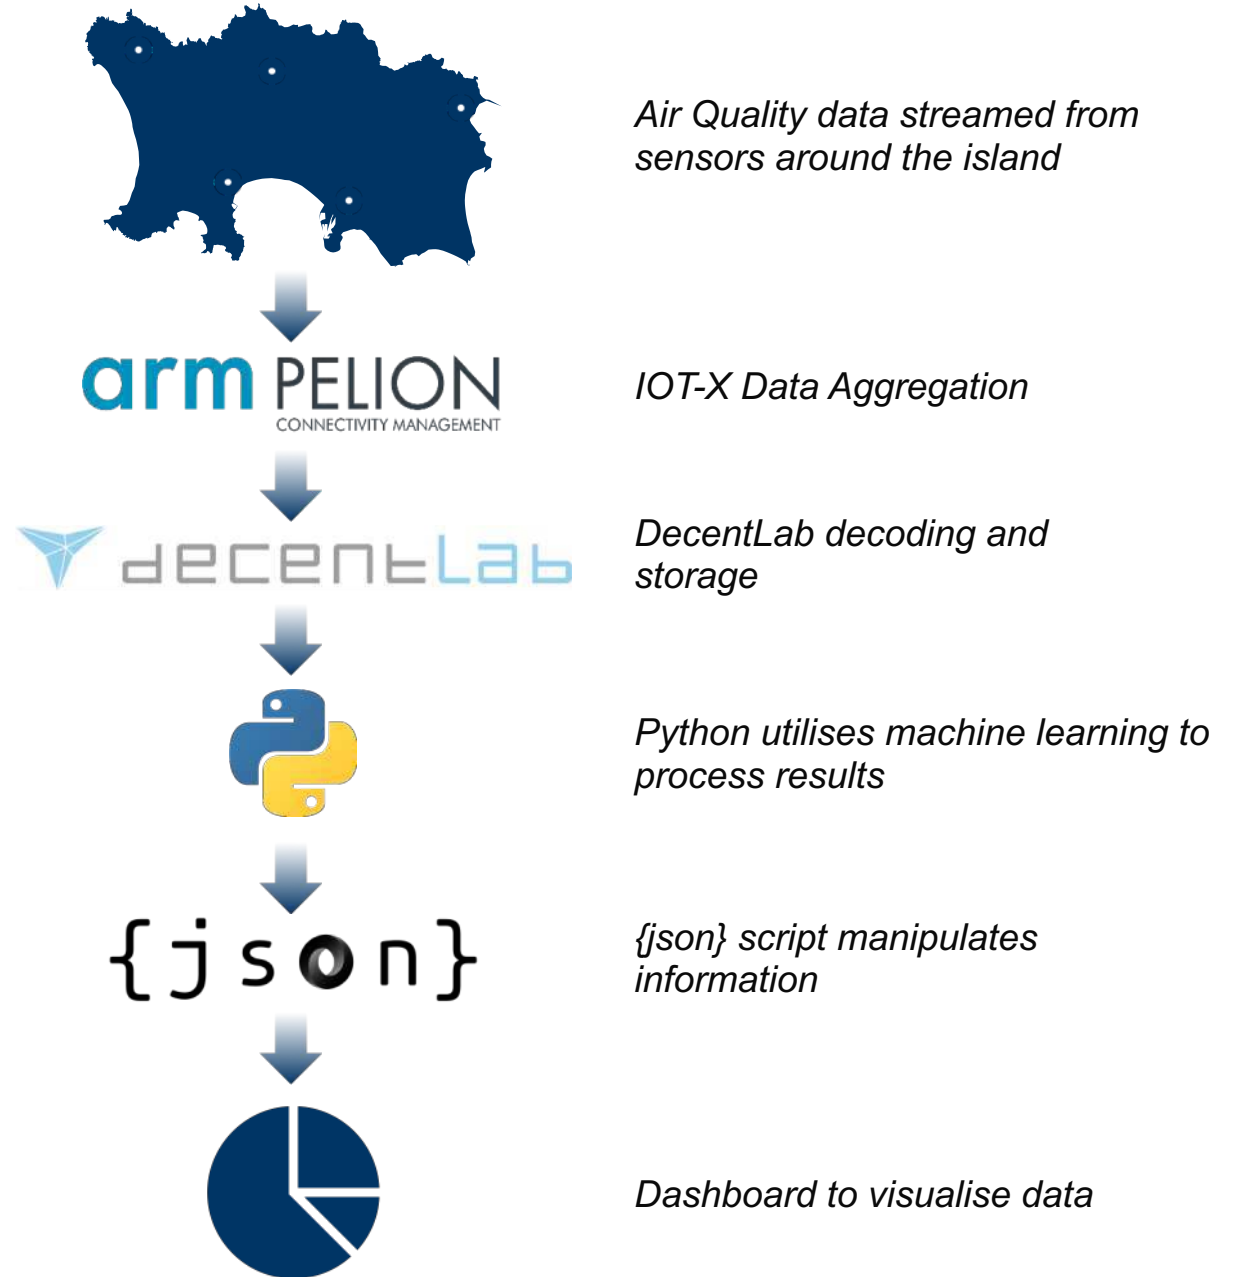 Air Quality data streamed from
sensors around the island
arm PELION
CONNECTIVITY MANAGEMENT
IOT-X Data Aggregation
decentLab
DecentLab decoding and
storage
Python utilises machine learning to
process results
{json}
{json} script manipulates
information
Dashboard to visualise data